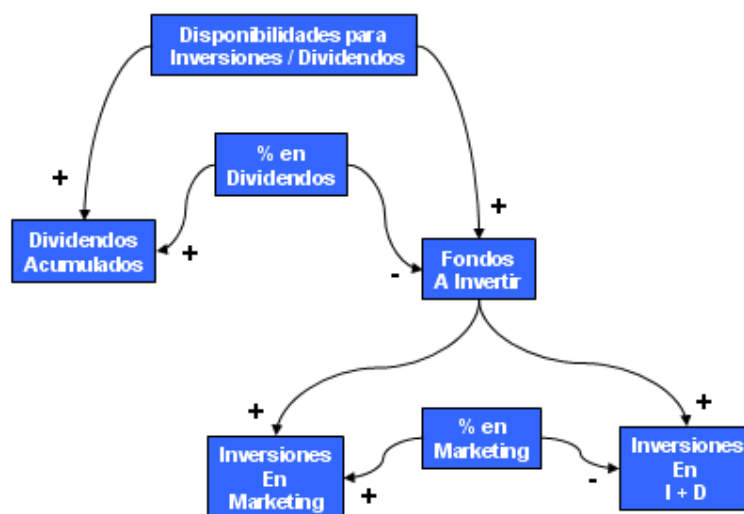 Disponibilidades para
Inversiones / Dividendos
+
% en
Dividendos
+
+
-
Dividendos
Acumulados
+
Fondos
A Invertir
+
+
% en
Marketing
Inversiones
En
Marketing
+
-
Inversiones
En
I + D